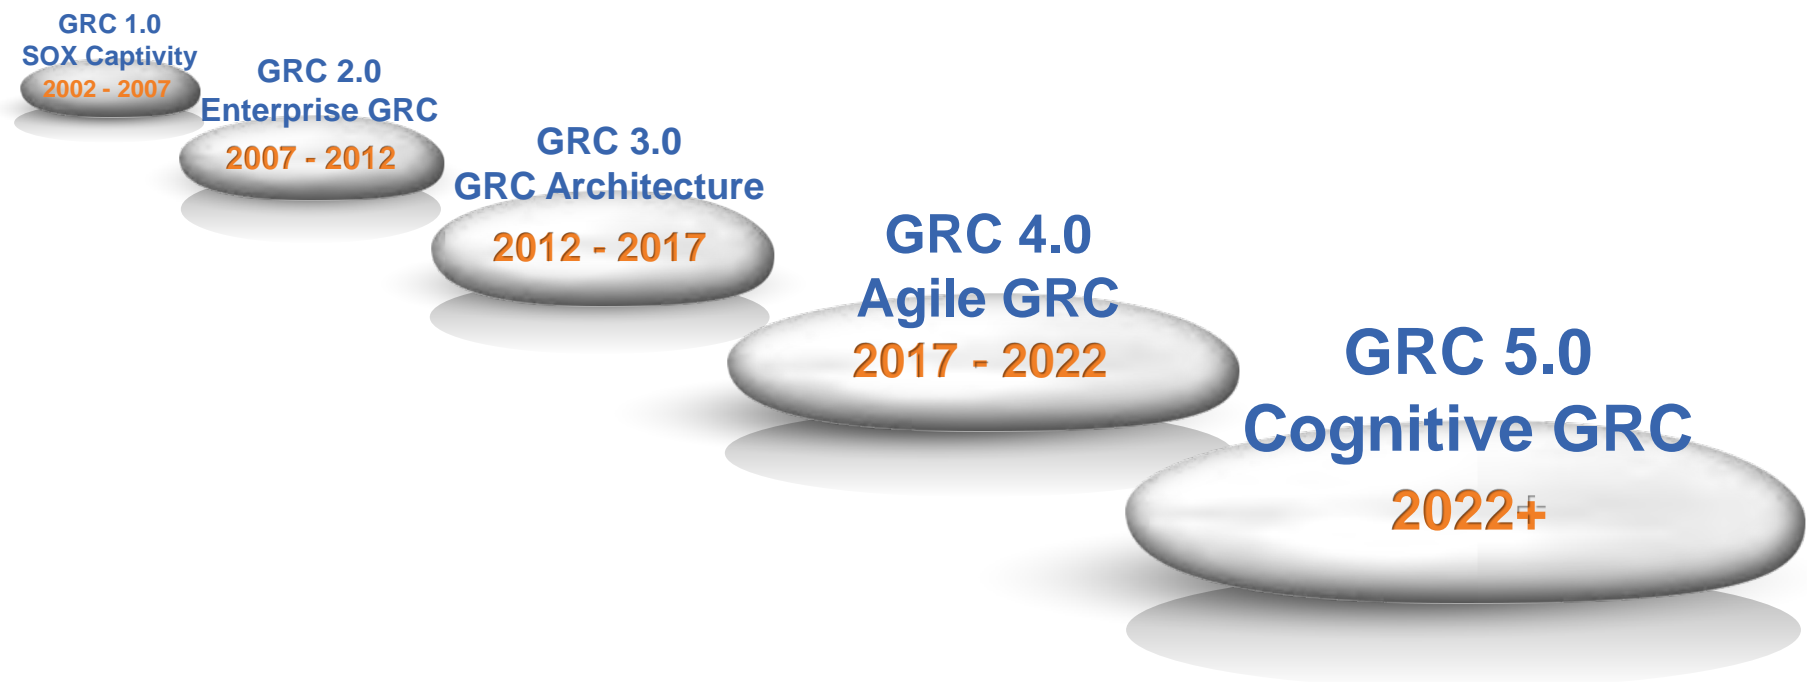 GRC 1.0
SOX Captivity
2002 - 2007
GRC 2.0
Enterprise GRC
2007 - 2012
GRC 3.0
GRC Architecture
2012 - 2017
GRC 4.0
Agile GRC
2017 - 2022
GRC 5.0
Cognitive GRC
2022+